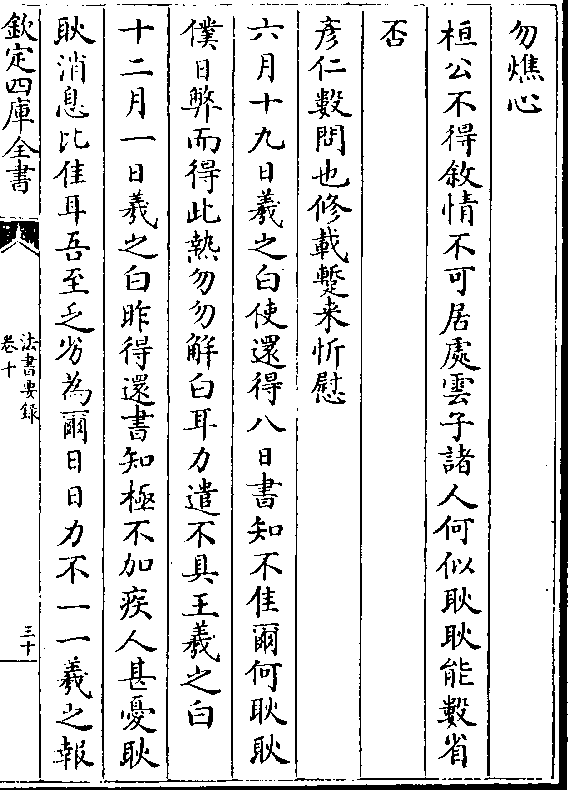 勿燋心
桓公不得敘情不可居處雲子諸人何似耿耿能數省
否
彥仁數問也修載蹔来忻慰
六月十九日羲之白使還得八日書知不佳爾何耿耿
僕日弊而得此熱勿勿解白耳力遣不具王羲之白
十二月一日羲之白昨得還書知極不加疾人甚憂耿
耿消息比佳耳吾至乏劣為爾日日力不一一羲之報
欽定四庫全書
法書要録
卷十
三十